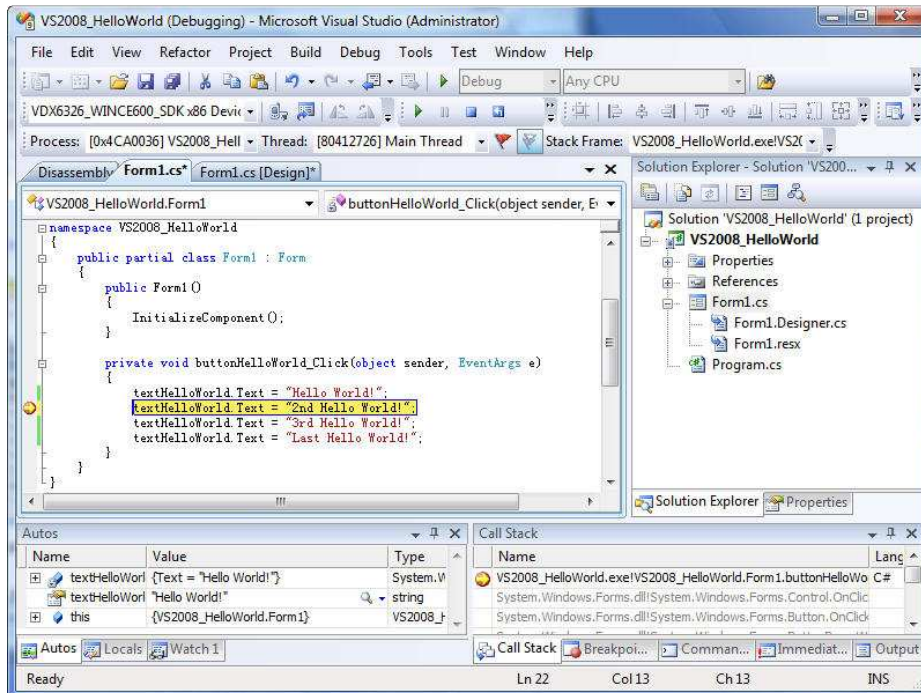 VS2008_HelloWorld (Debugging) - Microsoft Visual Studio (Administrator)
File Edit View Refactor Project Build Debug Tools Test Window Help
Debug Any CPU
VDX6326_WINCE600_SDK x86 Devic
Process: [0x4CA0036] VS2008_Hell Thread: [80412726] Main Thread Stack Frame: VS2008_HelloWorld.exe!VS20
Disassembly Form1.cs* Form1.cs [Design]*
VS2008_HelloWorld.Form1 buttonHelloWorld_Click(object sender, E
namespace VS2008_HelloWorld
{
public partial class Form1 : Form
{
public Form1()
{
InitializeComponent();
}
private void buttonHelloWorld_Click(object sender, EventArgs e)
{
textHelloWorld.Text = "Hello World!";
textHelloWorld.Text = "2nd Hello World!";
textHelloWorld.Text = "3rd Hello World!";
textHelloWorld.Text = "Last Hello World!";
}
}
}
Solution Explorer - Solution 'VS200...
Solution 'VS2008_HelloWorld' (1 project)
VS2008_HelloWorld
Properties
References
Form1.cs
Form1.Designer.cs
Form1.resx
Program.cs
Solution Explorer Properties
Autos
Name Value Type
textHelloWorl {Text = "Hello World!"} System.W
textHelloWorl "Hello World!" string
this {VS2008_HelloWorld.Form1} VS2008_H
Autos Locals Watch 1
Call Stack
Name Lang
VS2008_HelloWorld.exe!VS2008_HelloWorld.Form1.buttonHelloWo C#
System.Windows.Forms.dll!System.Windows.Forms.Control.OnClic
System.Windows.Forms.dll!System.Windows.Forms.Button.OnClick
Call Stack Breakpoi... Comman... Immediat... Output
Ready Ln 22 Col 13 Ch 13 INS